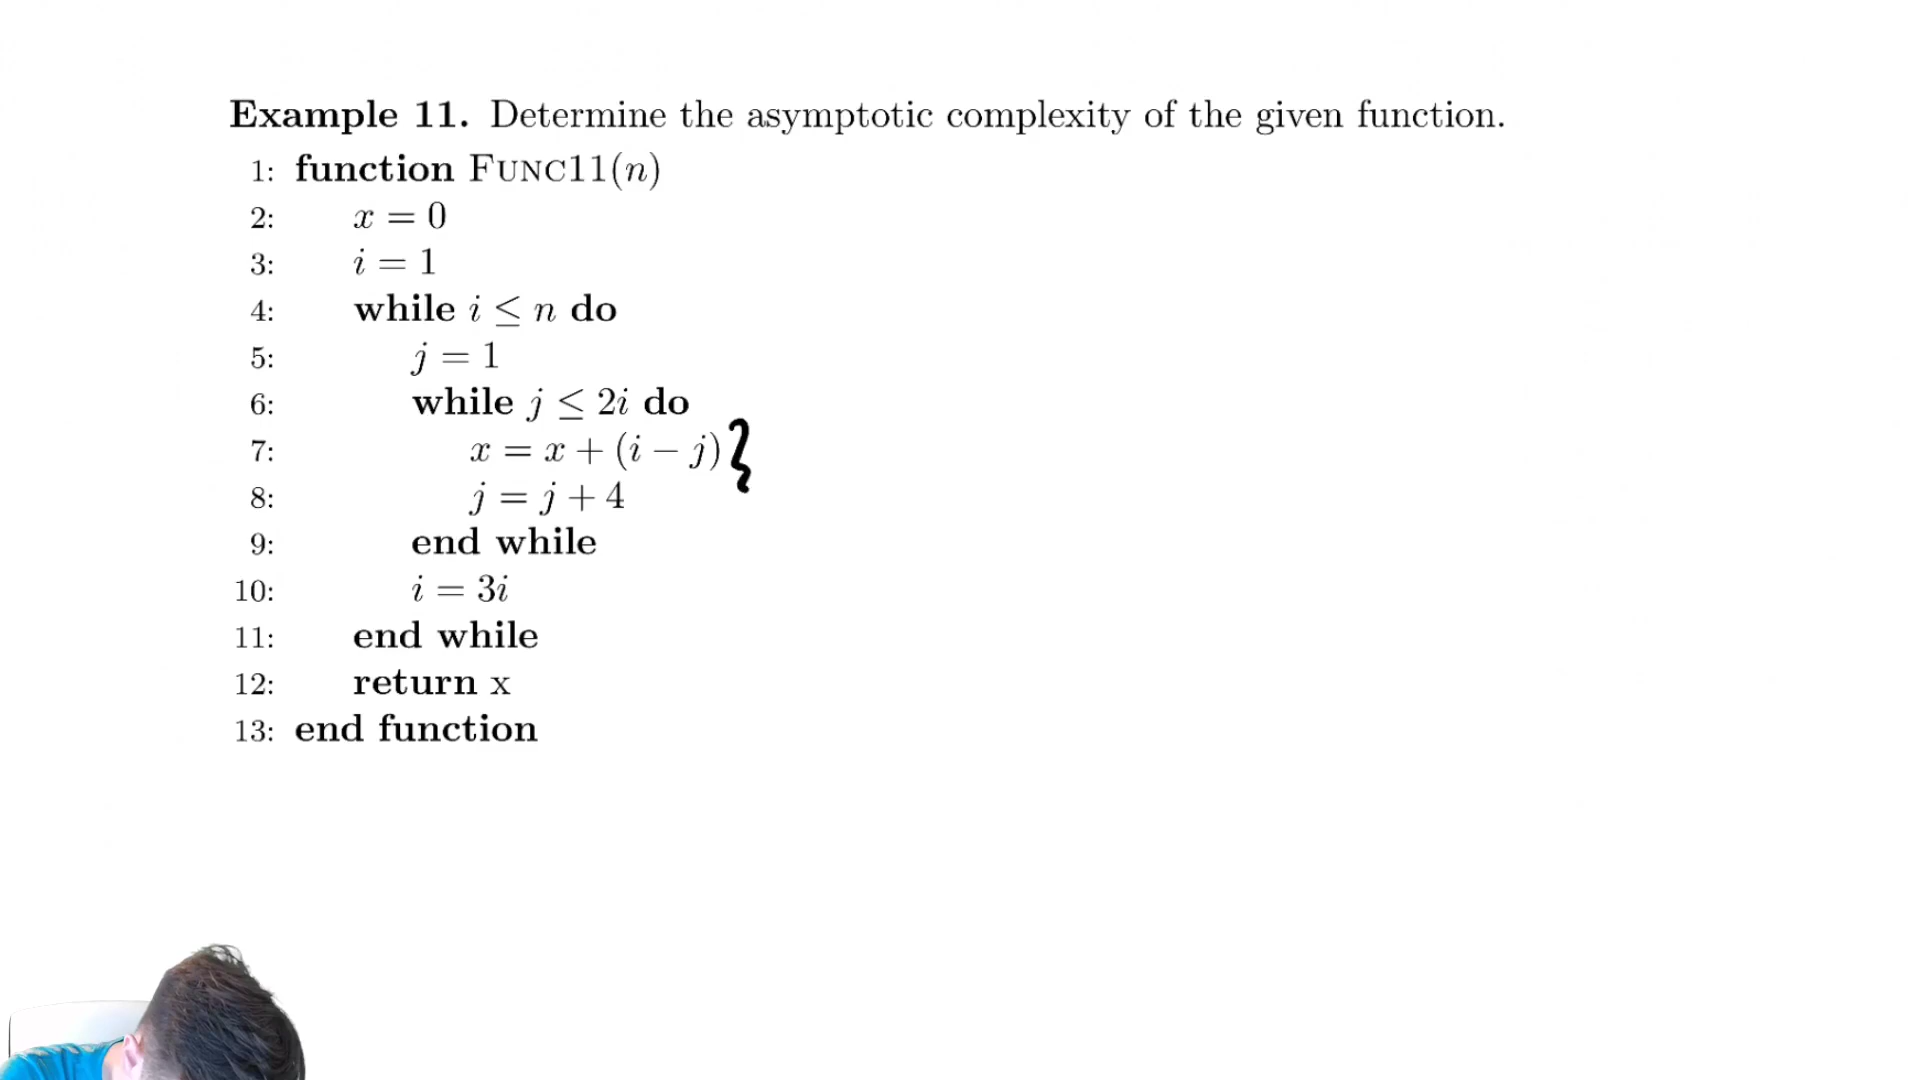 Example 11. Determine the asymptotic complexity of the given function.
1: function FUNC11(n)
2: x = 0
3: i = 1
4: while i ≤ n do
5: j = 1
6: while j ≤ 2i do
7: x = x + (i − j)
8: j = j + 4
9: end while
10: i = 3i
11: end while
12: return x
13: end function